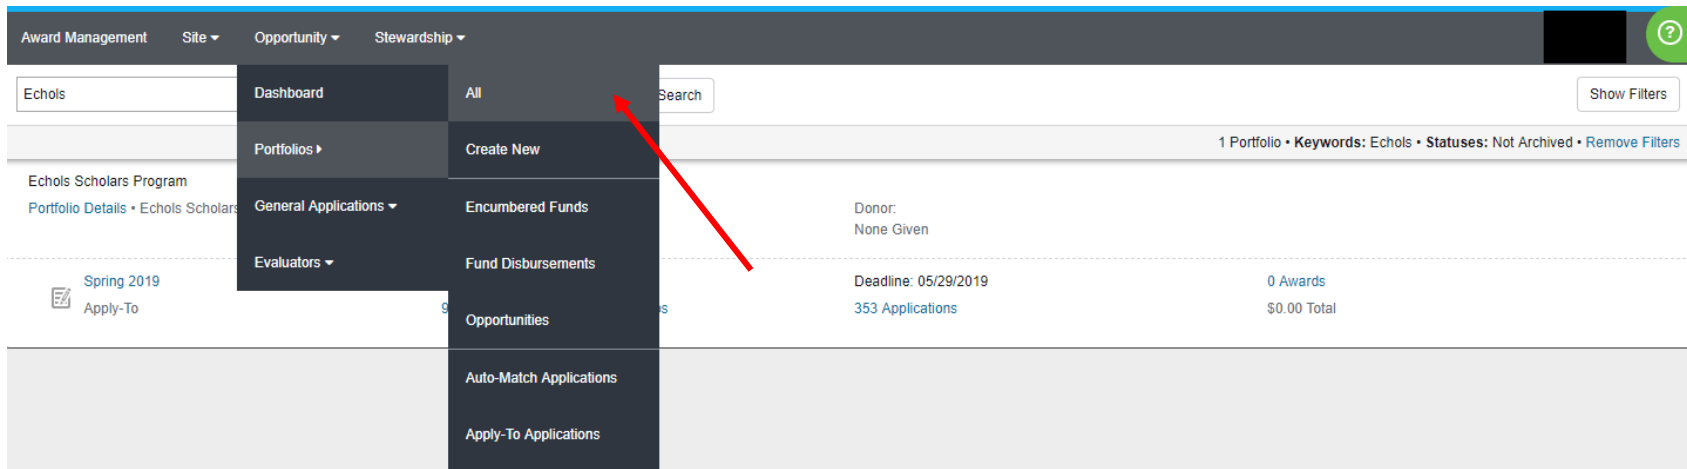 Award Management Site Opportunity Stewardship
?
Echols
Dashboard
All
Search
Show Filters
Portfolios
Create New
1 Portfolio • Keywords: Echols • Statuses: Not Archived • Remove Filters
Echols Scholars Program
Portfolio Details • Echols Scholars
General Applications
Encumbered Funds
Donor:
None Given
Evaluators
Fund Disbursements
Spring 2019
Deadline: 05/29/2019
0 Awards
Apply-To
9
Opportunities
353 Applications
$0.00 Total
Auto-Match Applications
Apply-To Applications